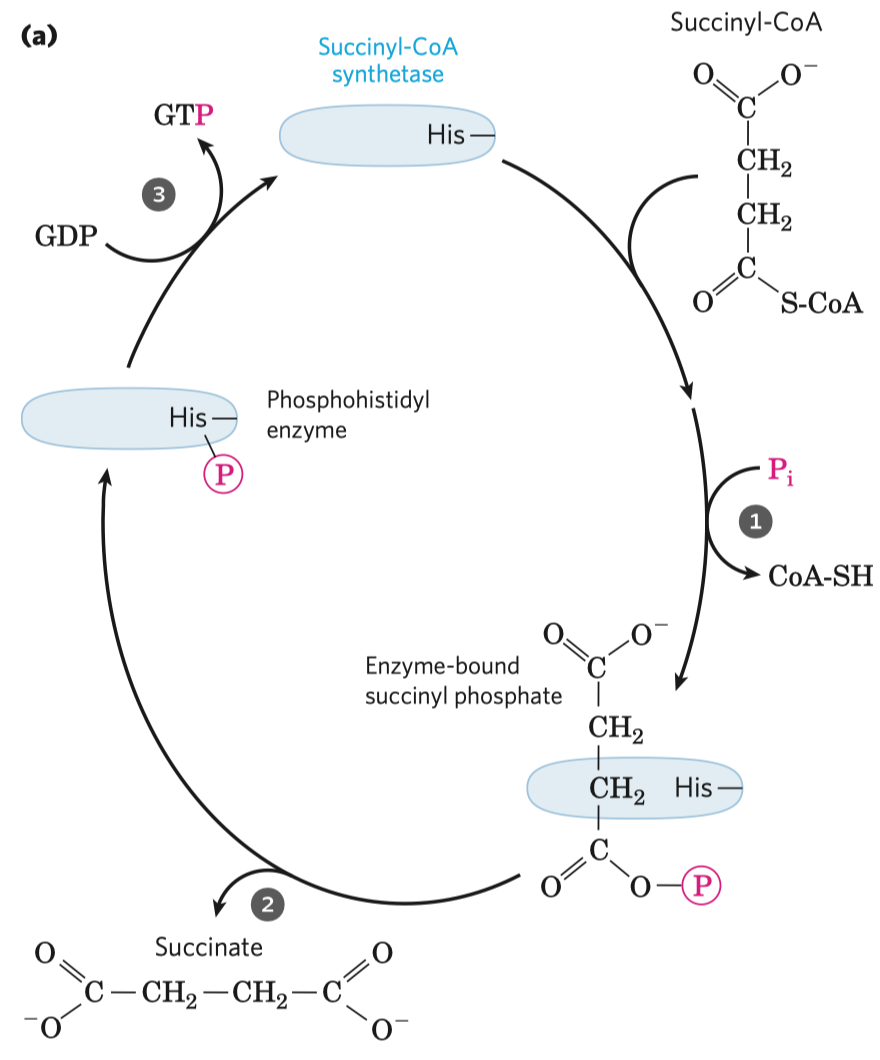 (a)
Succinyl-CoA
synthetase
His
Succinyl-CoA
O
O⁻
C
CH₂
CH₂
C
O
S-CoA
GTP
3
GDP
His
P
Phosphohistidyl
enzyme
Pᵢ
1
CoA-SH
Enzyme-bound
succinyl phosphate
O
O⁻
C
CH₂
CH₂
His
C
O
O—P
2
Succinate
O
O
C—CH₂—CH₂—C
⁻O
O⁻